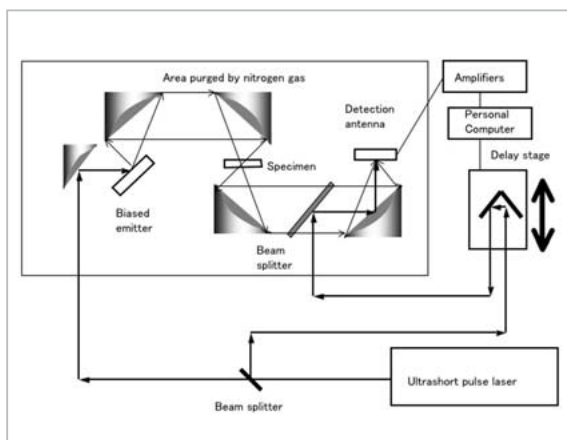 Area purged by nitrogen gas
Amplifiers
Detection
antenna
Personal
Computer
Delay stage
Specimen
Biased
emitter
Beam
splitter
Ultrashort pulse laser
Beam splitter